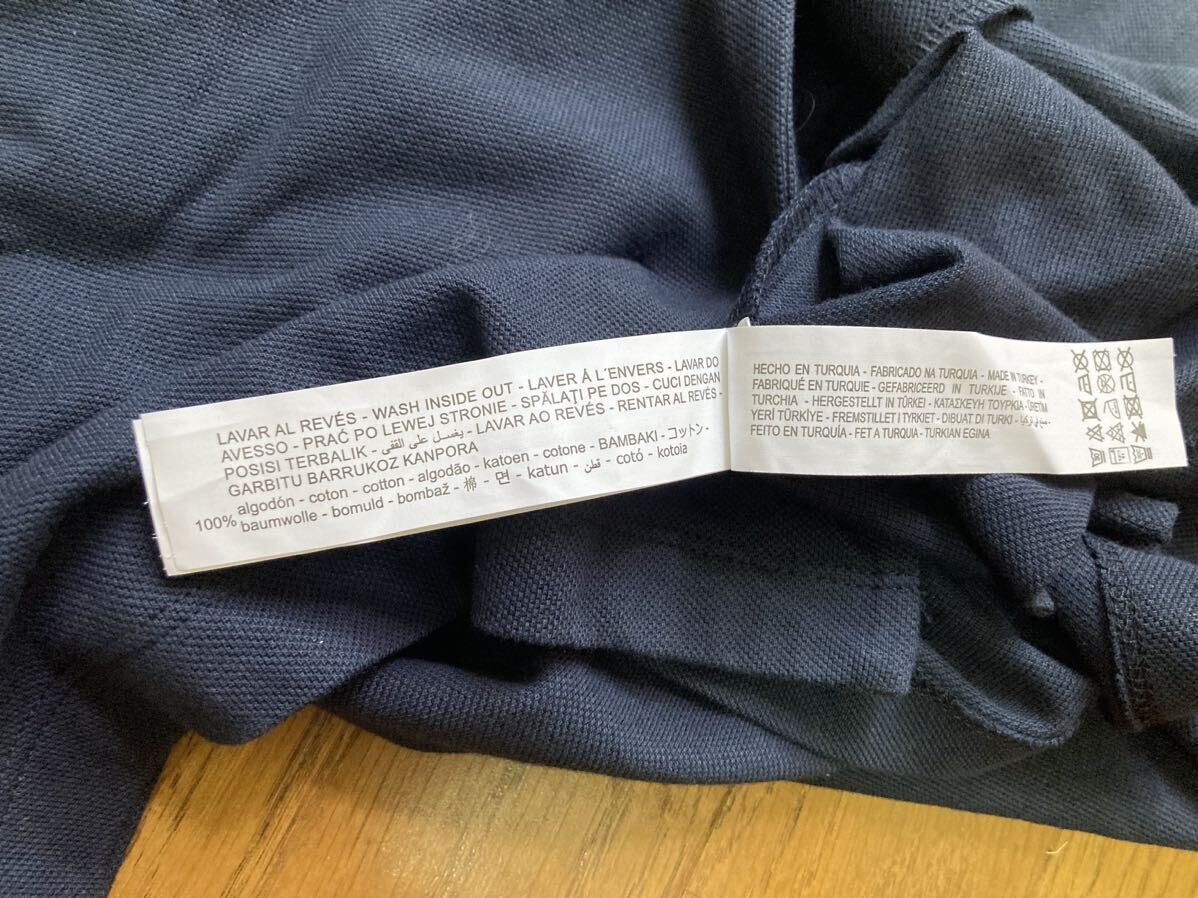 LAVAR AL REVÉS - WASH INSIDE OUT - LAVER Á L'ENVERS - LAVAR DO
AVESSO - PRAĆ PO LEWEJ STRONIE - SPĂLAŢI PE DOS - CUCI DENGAN
POSISI TERBALIK - يغسل على القفى - LAVAR AO REVÉS - RENTAR AL REVÉS -
GARBITU BARRUKOZ KANPORA
100% algodón - coton - cotton - algodão - katoen - cotone - BAMBAKI - コットン -
baumwolle - bomuld - bombaž - 棉 - 면 - katun - قطن - cotó - kotoia
HECHO EN TURQUIA - FABRICADO NA TURQUIA - MADE IN TURKEY -
FABRIQUÉ EN TURQUIE - GEFABRICEERD IN TURKIJE - FATTO IN
TURCHIA - HERGESTELLT IN TÜRKEI - ΚΑΤΑΣΚΕΥΗ ΤΟΥΡΚΙΑ - ÜRETİM
YERİ TÜRKİYE - FREMSTILLET I TYRKIET - DIBUAT DI TURKI -
FEITO EN TURQUÍA - FET A TURQUIA - TURKIAN EGINA